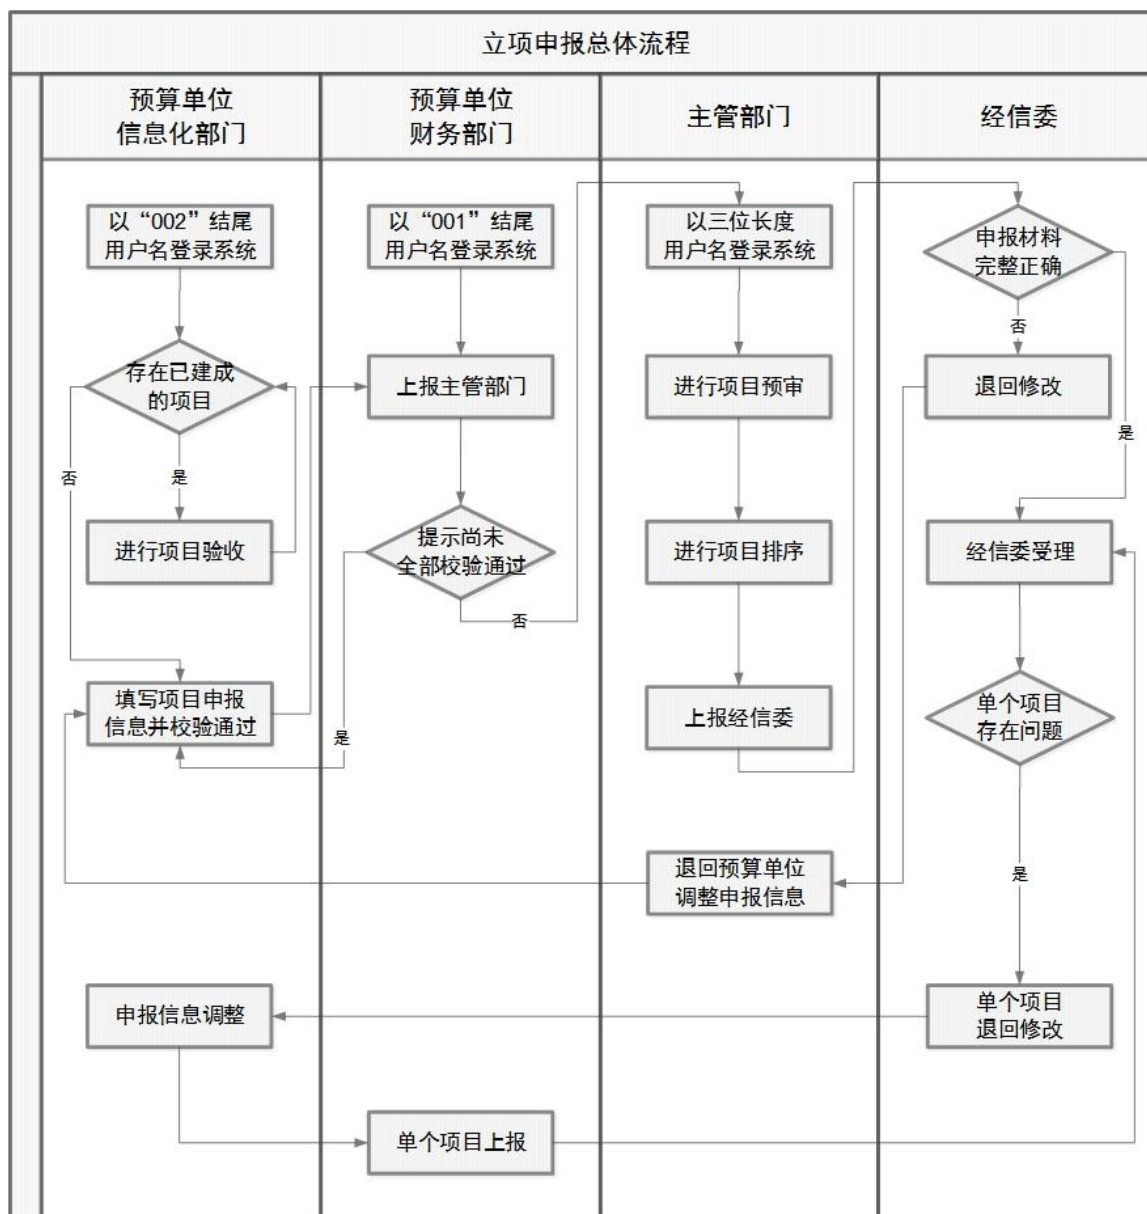 立项申报总体流程
预算单位
信息化部门
预算单位
财务部门
主管部门
经信委
以“002”结尾
用户名登录系统
存在已建成
的项目
否
是
进行项目验收
填写项目申报
信息并校验通过
申报信息调整
以“001”结尾
用户名登录系统
上报主管部门
提示尚未
全部校验通过
否
是
单个项目上报
以三位长度
用户名登录系统
进行项目预审
进行项目排序
上报经信委
退回预算单位
调整申报信息
申报材料
完整正确
否
是
退回修改
经信委受理
单个项目
存在问题
是
单个项目
退回修改